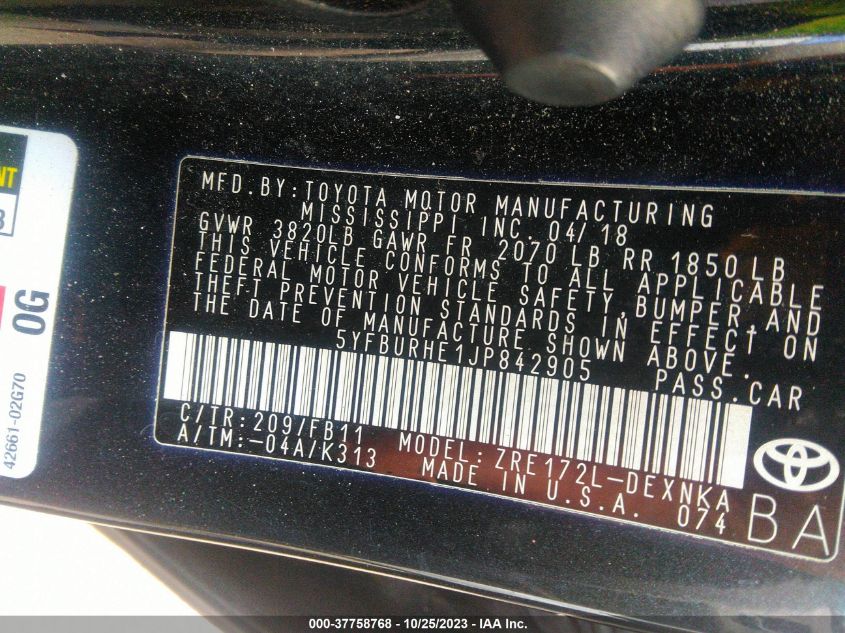 MFD. BY: TOYOTA MOTOR MANUFACTURING
MISSISSIPPI INC. 04/18
GVWR 3820LB GAWR FR 2070 LB RR 1850 LB
THIS VEHICLE CONFORMS TO ALL APPLICABLE
FEDERAL MOTOR VEHICLE SAFETY, BUMPER, AND
THEFT PREVENTION STANDARDS IN EFFECT ON
THE DATE OF MANUFACTURE SHOWN ABOVE.
5YFBURHE1JP842905 PASS. CAR
C/TR: 209/FB11 MODEL: ZRE172L-DEXNKA
A/TM: -04A/K313 MADE IN U.S.A. 074
BA
OG
42661-02G70
000-37758768 - 10/25/2023 - IAA Inc.